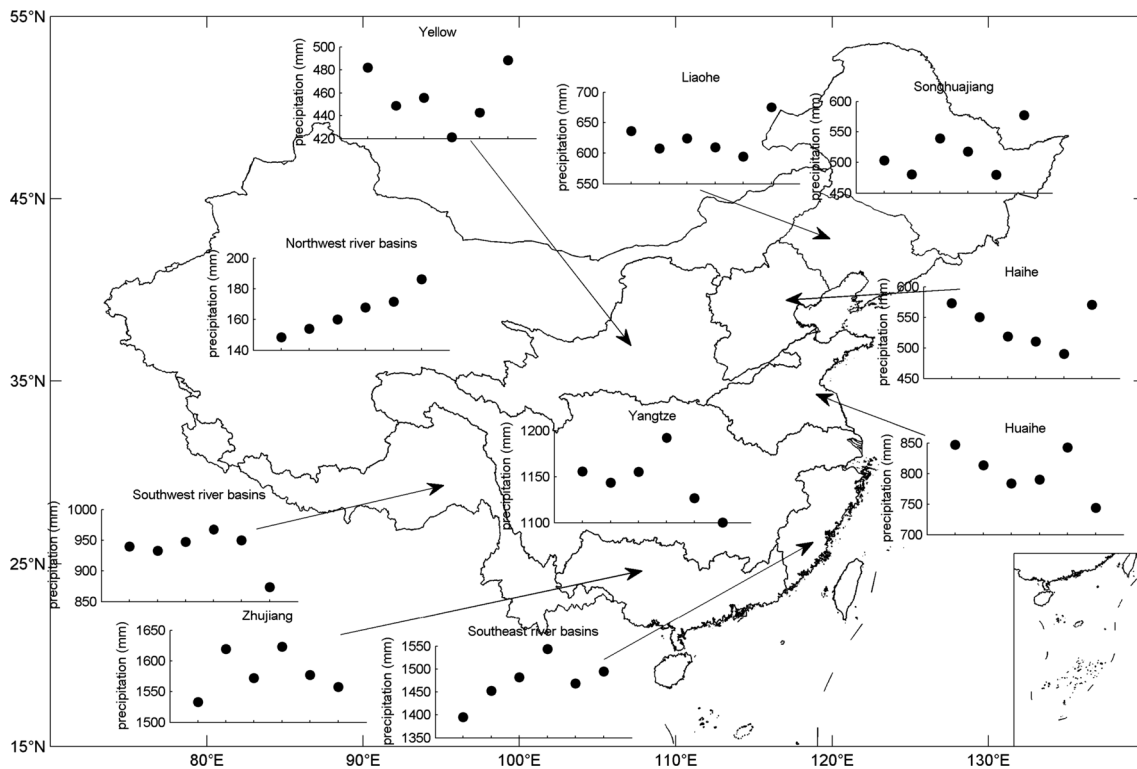 55°N
45°N
35°N
25°N
15°N
80°E
90°E
100°E
110°E
120°E
130°E
Yellow
precipitation (mm)
500
480
460
440
420
Liaohe
precipitation (mm)
700
650
600
550
Songhuajiang
precipitation (mm)
600
550
500
450
Northwest river basins
precipitation (mm)
200
180
160
140
Haihe
precipitation (mm)
600
550
500
450
Yangtze
precipitation (mm)
1200
1150
1100
Huaihe
precipitation (mm)
850
800
750
700
Southwest river basins
precipitation (mm)
1000
950
900
850
Zhujiang
precipitation (mm)
1650
1600
1550
1500
Southeast river basins
precipitation (mm)
1550
1500
1450
1400
1350